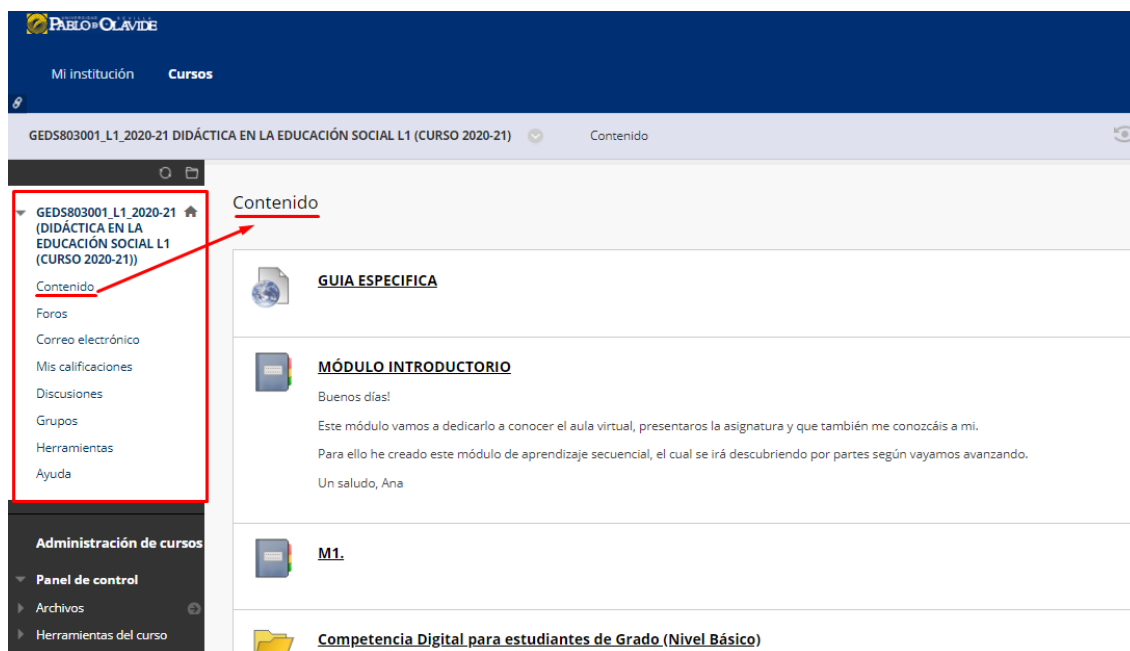 UNIVERSIDAD SEVILLA
PABLO DE OLAVIDE
Mi institución Cursos
GEDS803001_L1_2020-21 DIDÁCTICA EN LA EDUCACIÓN SOCIAL L1 (CURSO 2020-21) Contenido
GEDS803001_L1_2020-21
(DIDÁCTICA EN LA
EDUCACIÓN SOCIAL L1
(CURSO 2020-21))
Contenido
Foros
Correo electrónico
Mis calificaciones
Discusiones
Grupos
Herramientas
Ayuda
Administración de cursos
Panel de control
Archivos
Herramientas del curso
Contenido
GUIA ESPECIFICA
MÓDULO INTRODUCTORIO
Buenos días!
Este módulo vamos a dedicarlo a conocer el aula virtual, presentaros la asignatura y que también me conozcáis a mi.
Para ello he creado este módulo de aprendizaje secuencial, el cual se irá descubriendo por partes según vayamos avanzando.
Un saludo, Ana
M1.
Competencia Digital para estudiantes de Grado (Nivel Básico)